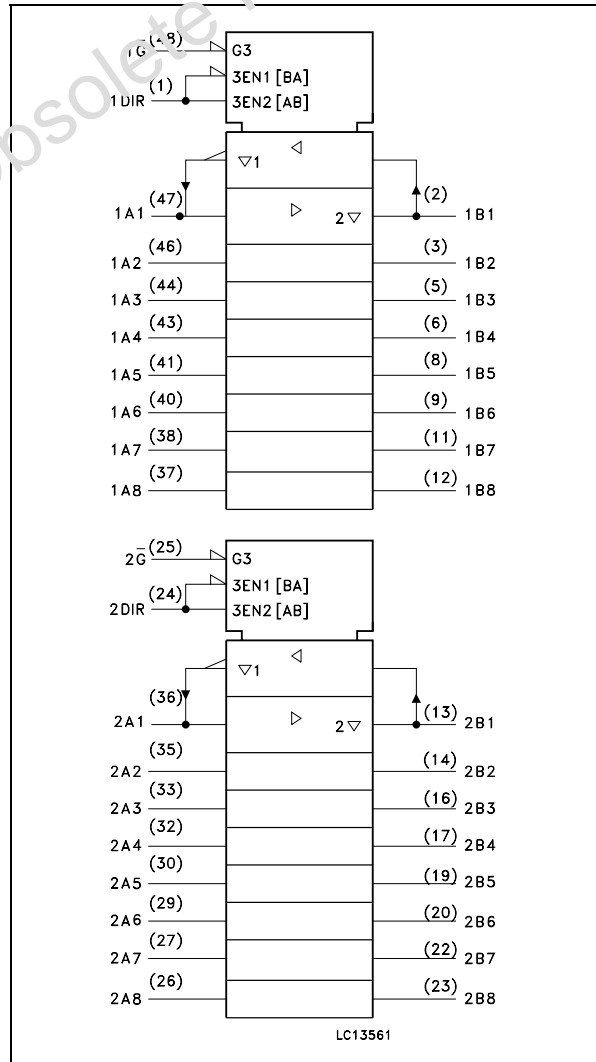 obsolete
1G̅ (48) G3
3EN1 [BA]
1DIR (1) 3EN2 [AB]
▽1 ◁
1A1 (47) ▷ 2▽ (2) 1B1
1A2 (46) (3) 1B2
1A3 (44) (5) 1B3
1A4 (43) (6) 1B4
1A5 (41) (8) 1B5
1A6 (40) (9) 1B6
1A7 (38) (11) 1B7
1A8 (37) (12) 1B8
2G̅ (25) G3
3EN1 [BA]
2DIR (24) 3EN2 [AB]
▽1 ◁
2A1 (36) ▷ 2▽ (13) 2B1
2A2 (35) (14) 2B2
2A3 (33) (16) 2B3
2A4 (32) (17) 2B4
2A5 (30) (19) 2B5
2A6 (29) (20) 2B6
2A7 (27) (22) 2B7
2A8 (26) (23) 2B8
LC13561